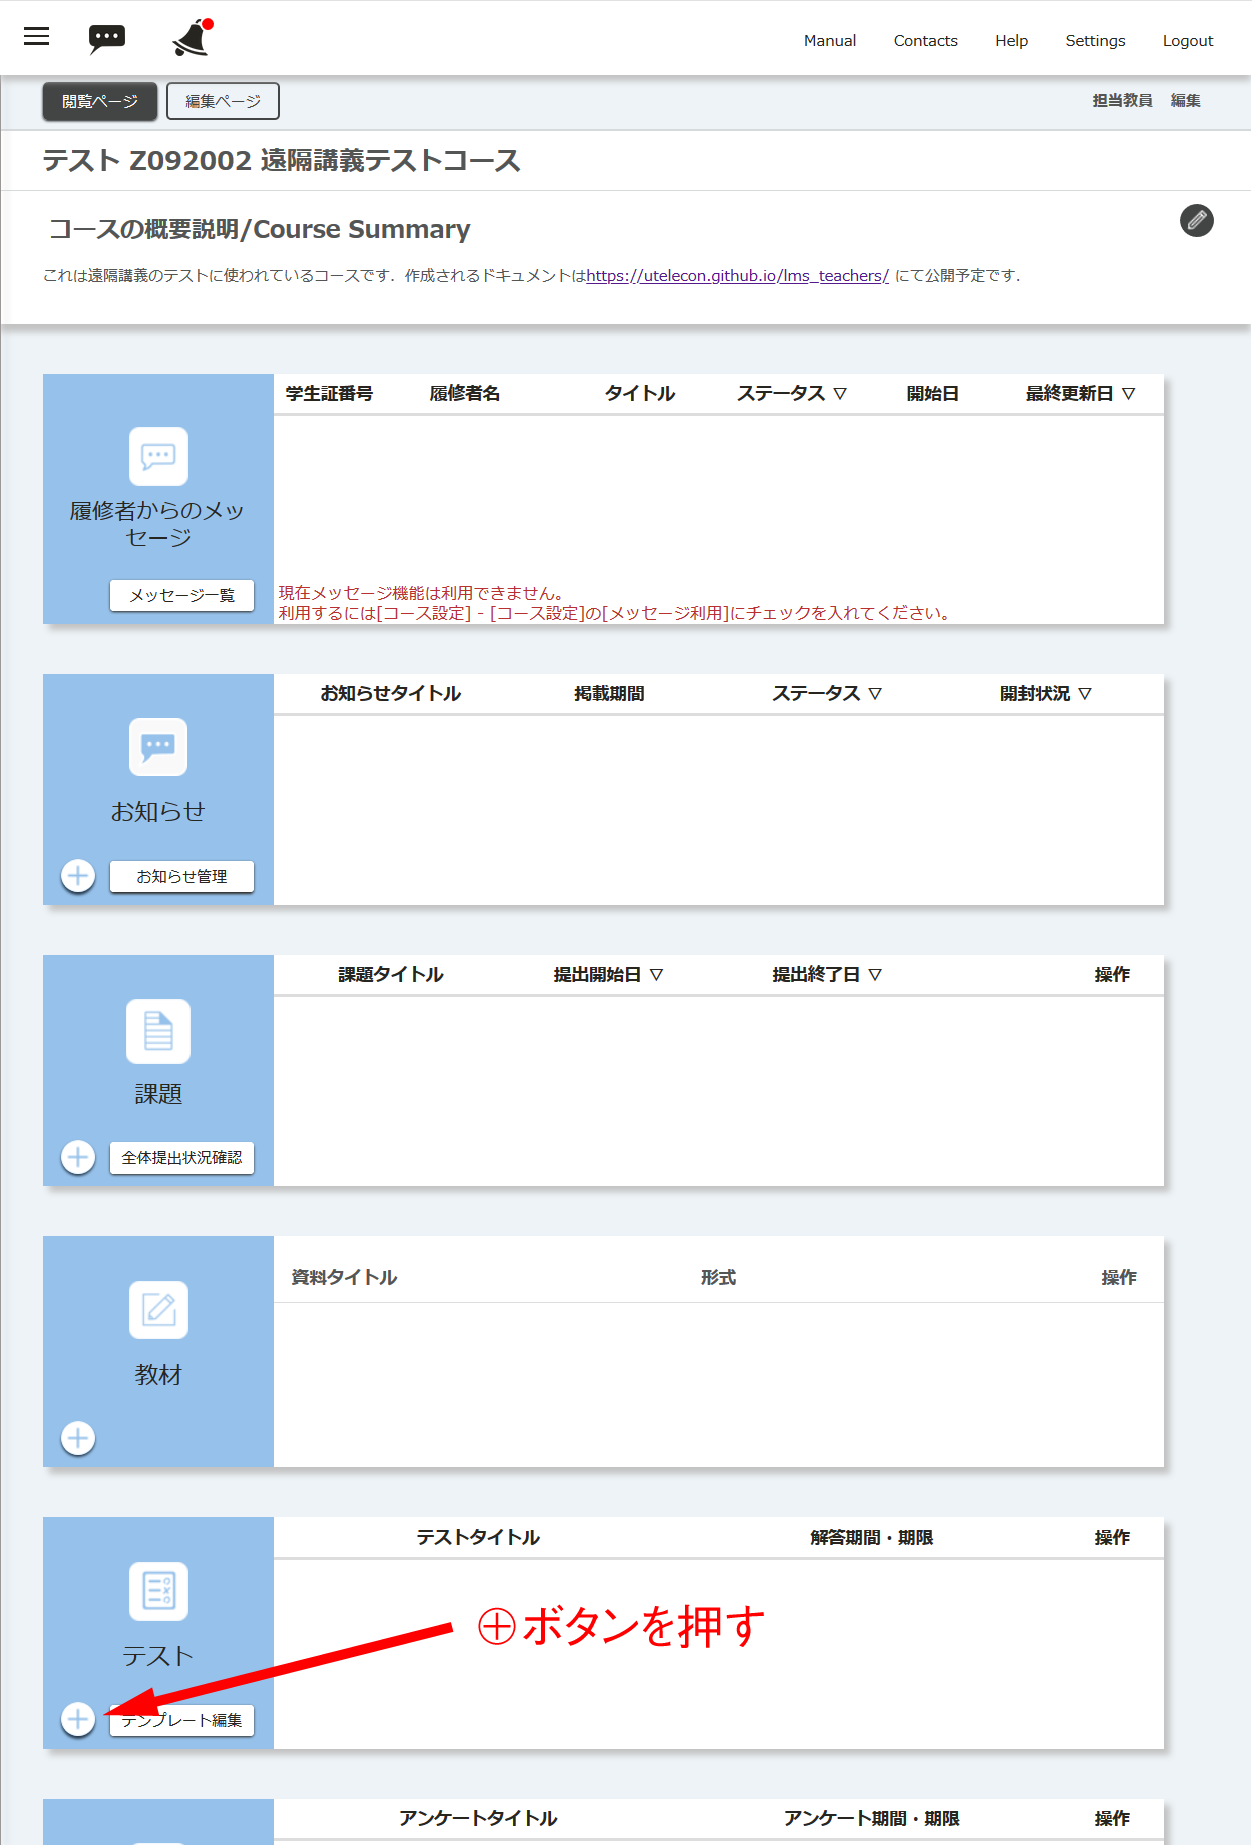 Manual Contacts Help Settings Logout
閲覧ページ 編集ページ 担当教員 編集
テスト Z092002 遠隔講義テストコース
コースの概要説明/Course Summary
これは遠隔講義のテストに使われているコースです．作成されるドキュメントはhttps://utelecon.github.io/lms_teachers/ にて公開予定です．
学生証番号 履修者名 タイトル ステータス ▽ 開始日 最終更新日 ▽
履修者からのメッ
セージ
メッセージ一覧
現在メッセージ機能は利用できません。
利用するには[コース設定] - [コース設定]の[メッセージ利用]にチェックを入れてください。
お知らせタイトル 掲載期間 ステータス ▽ 開封状況 ▽
お知らせ
お知らせ管理
課題タイトル 提出開始日 ▽ 提出終了日 ▽ 操作
課題
全体提出状況確認
資料タイトル 形式 操作
教材
テストタイトル 解答期間・期限 操作
⊕ボタンを押す
テスト
テンプレート編集
アンケートタイトル アンケート期間・期限 操作